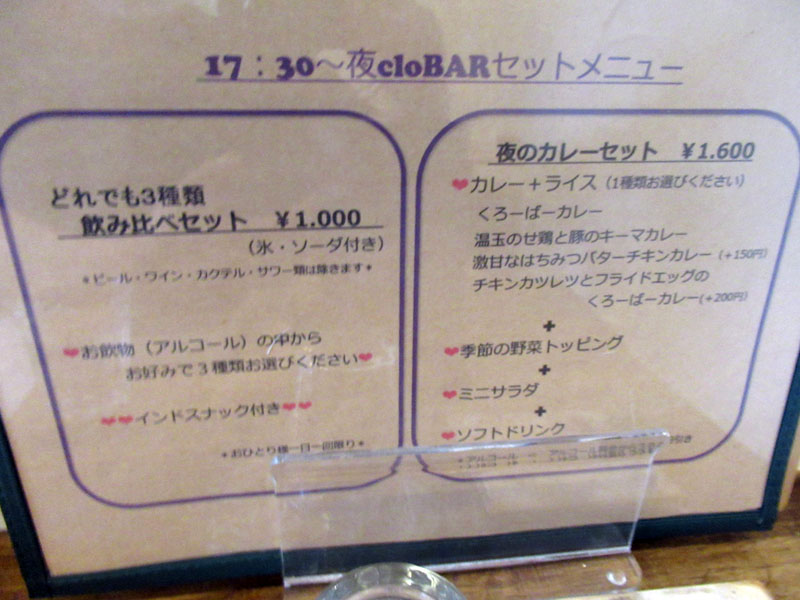 17：30～夜cloBARセットメニュー
どれでも3種類
飲み比べセット ￥1.000
（氷・ソーダ付き）
＊ビール・ワイン・カクテル・サワー類は除きます＊
❤お飲物（アルコール）の中から
お好みで３種類お選びください❤
❤❤インドスナック付き❤❤
＊おひとり様一日一回限り＊
夜のカレーセット ￥1.600
❤カレー＋ライス（1種類お選びください）
くろーばーカレー
温玉のせ鶏と豚のキーマカレー
激甘なはちみつバターチキンカレー（＋150円）
チキンカツレツとフライドエッグの
くろーばーカレー(＋200円)
＋
❤季節の野菜トッピング
＋
❤ミニサラダ
＋
❤ソフトドリンク